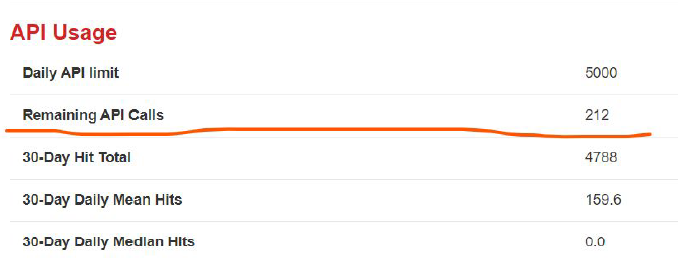 API Usage
Daily API limit 5000
Remaining API Calls 212
30-Day Hit Total 4788
30-Day Daily Mean Hits 159.6
30-Day Daily Median Hits 0.0